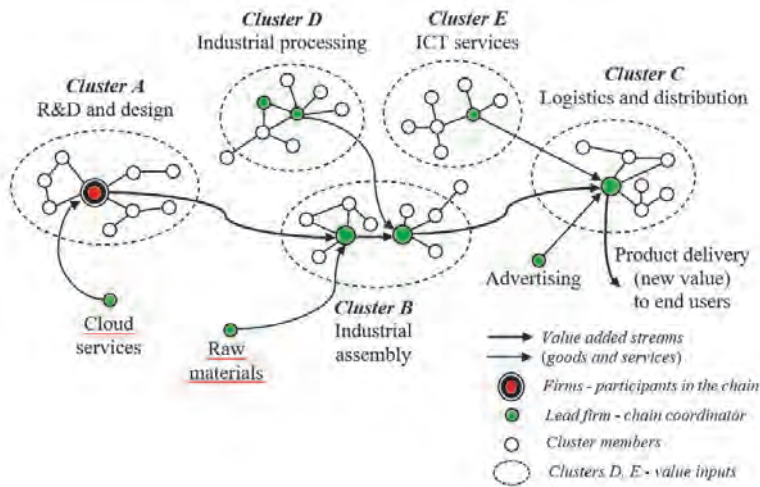 Cluster D
Industrial processing
Cluster E
ICT services
Cluster A
R&D and design
Cluster C
Logistics and distribution
Cloud
services
Raw
materials
Cluster B
Industrial
assembly
Advertising
Product delivery
(new value)
to end users
Value added streams
(goods and services)
Firms - participants in the chain
Lead firm - chain coordinator
Cluster members
Clusters D, E - value inputs